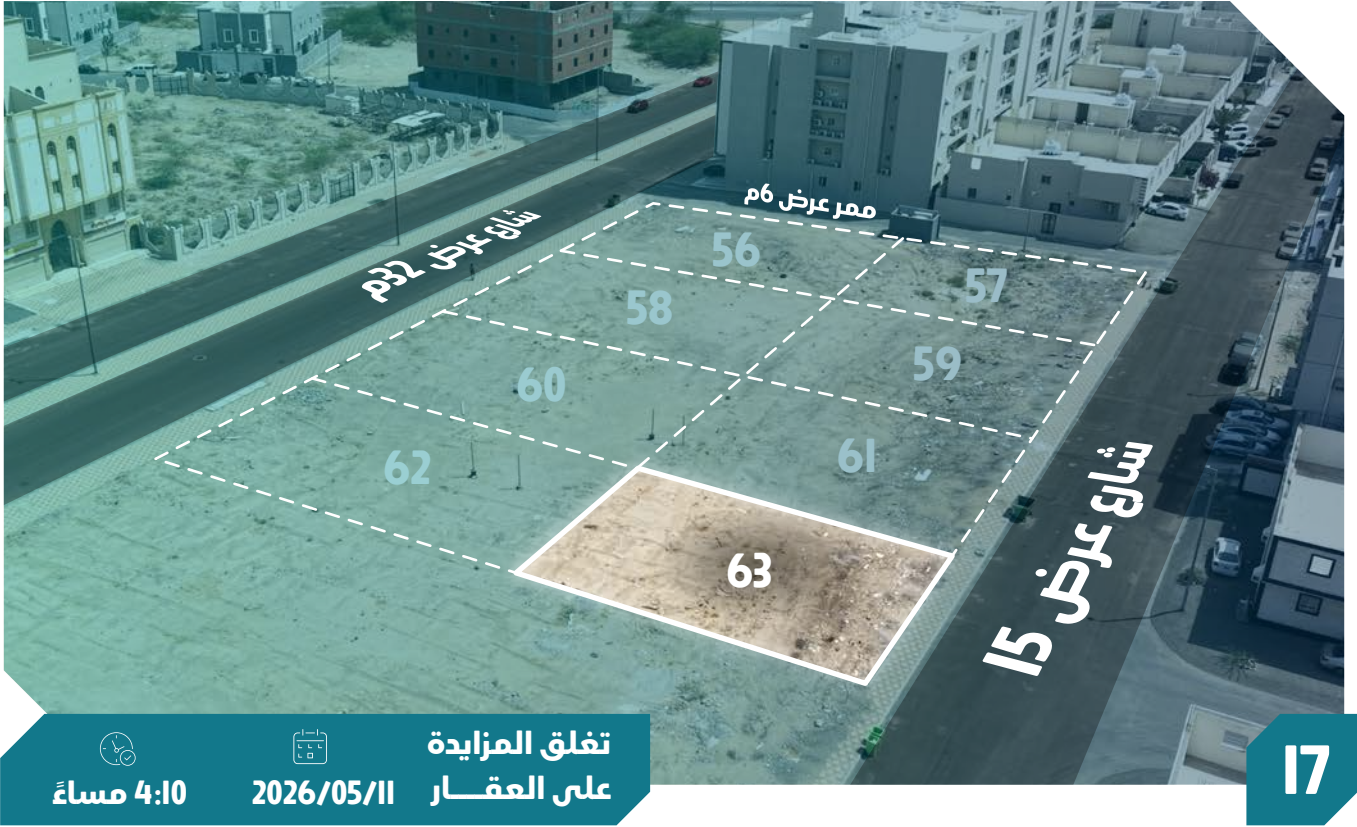 ممر عرض 6م
شارع عرض 32م
56
57
58
59
60
61
62
63
شارع عرض 15
تغلق المزايدة
على العقـــار
2026/05/11
4:10 مساءً
17